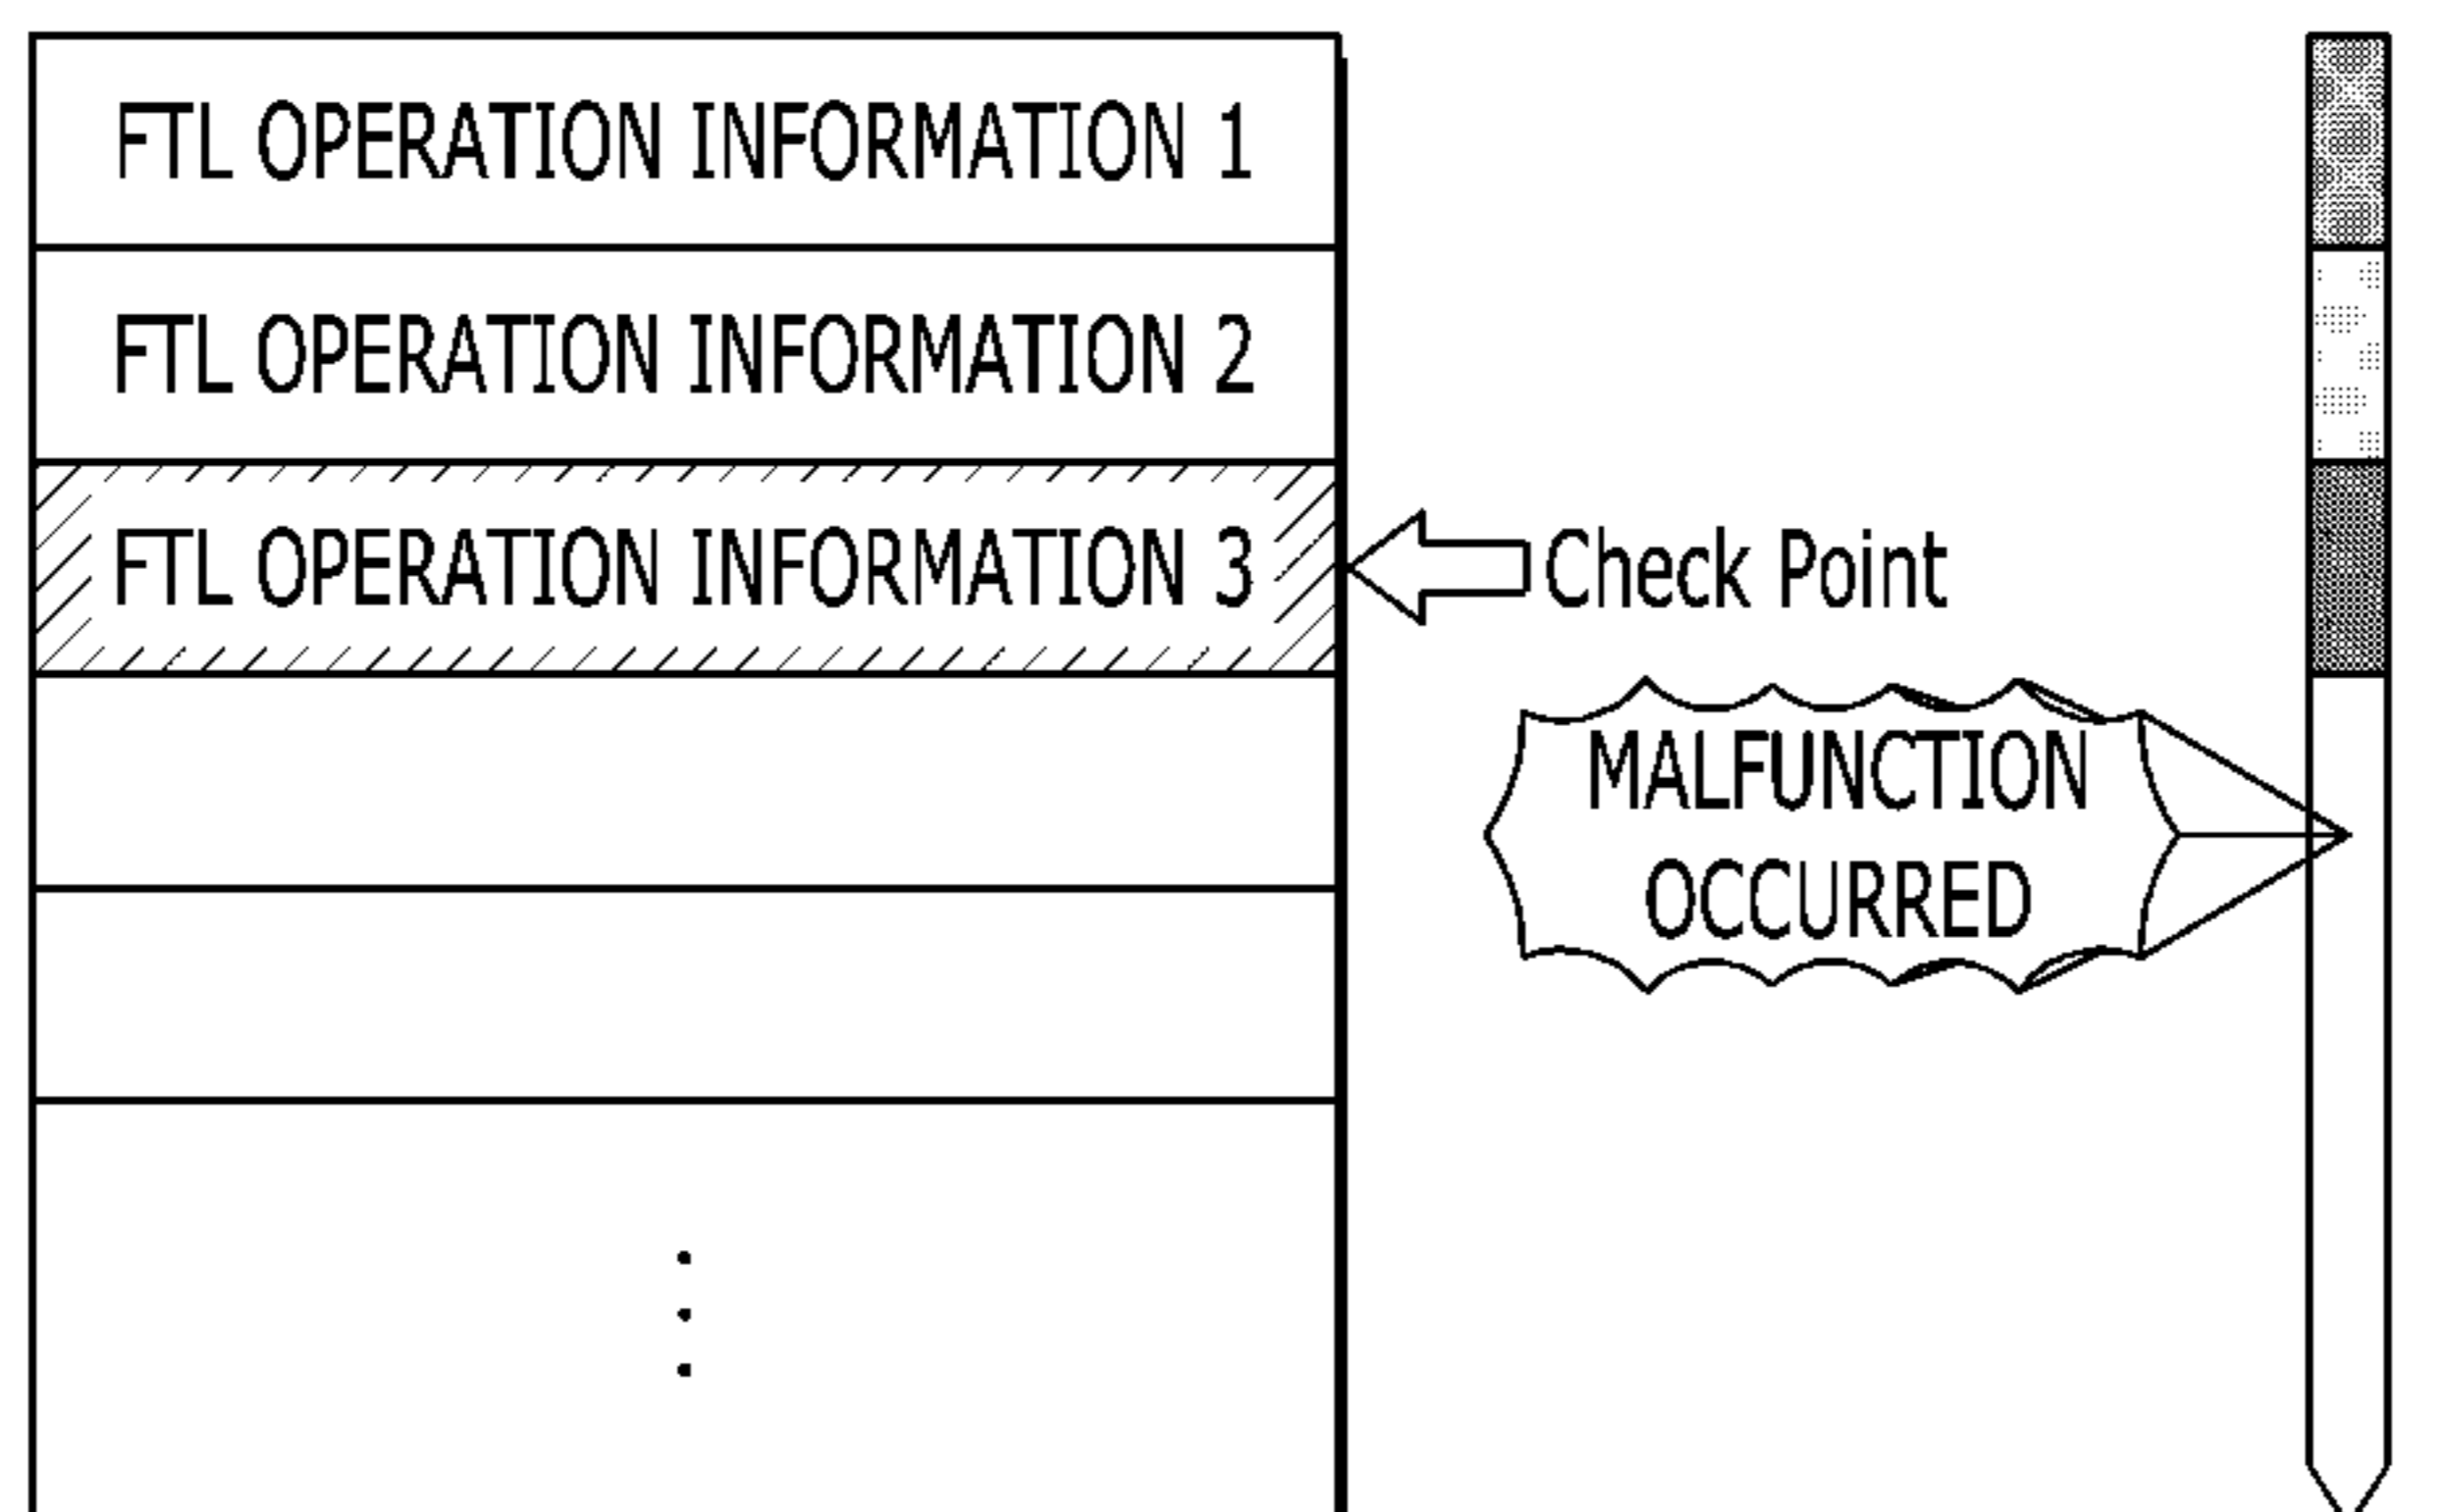 FTL OPERATION INFORMATION 1
FTL OPERATION INFORMATION 2
FTL OPERATION INFORMATION 3
Check Point
MALFUNCTION
OCCURRED